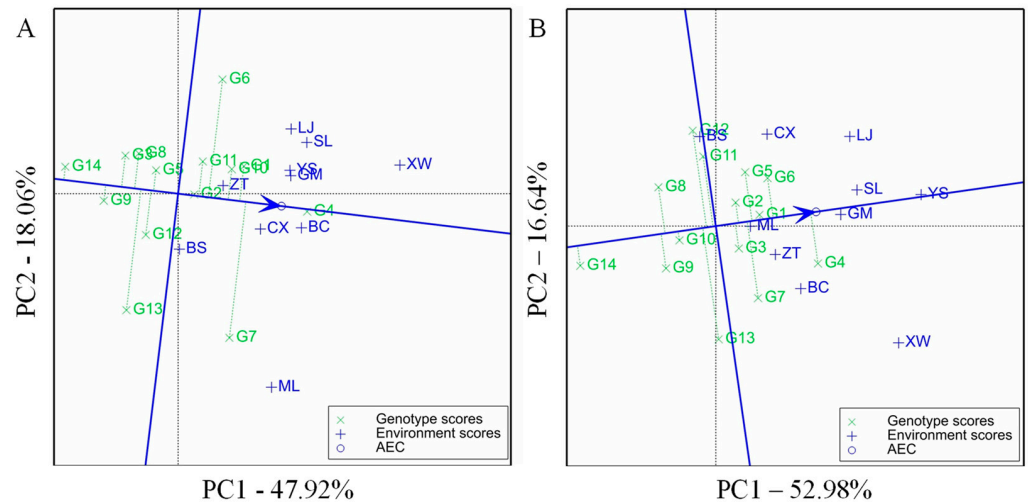 A
PC2 - 18.06%
G6
LJ
SL
G3
G8
G14
G5
G11
G1
G10
YS
GM
XW
ZT
G2
G9
G4
G12
CX
BC
BS
G13
G7
ML
Genotype scores
Environment scores
AEC
PC1 - 47.92%
B
PC2 – 16.64%
G12
BS
CX
LJ
G11
G5
G6
G8
SL
YS
G2
G1
GM
ML
G10
G3
ZT
G14
G9
G4
BC
G7
G13
XW
Genotype scores
Environment scores
AEC
PC1 – 52.98%